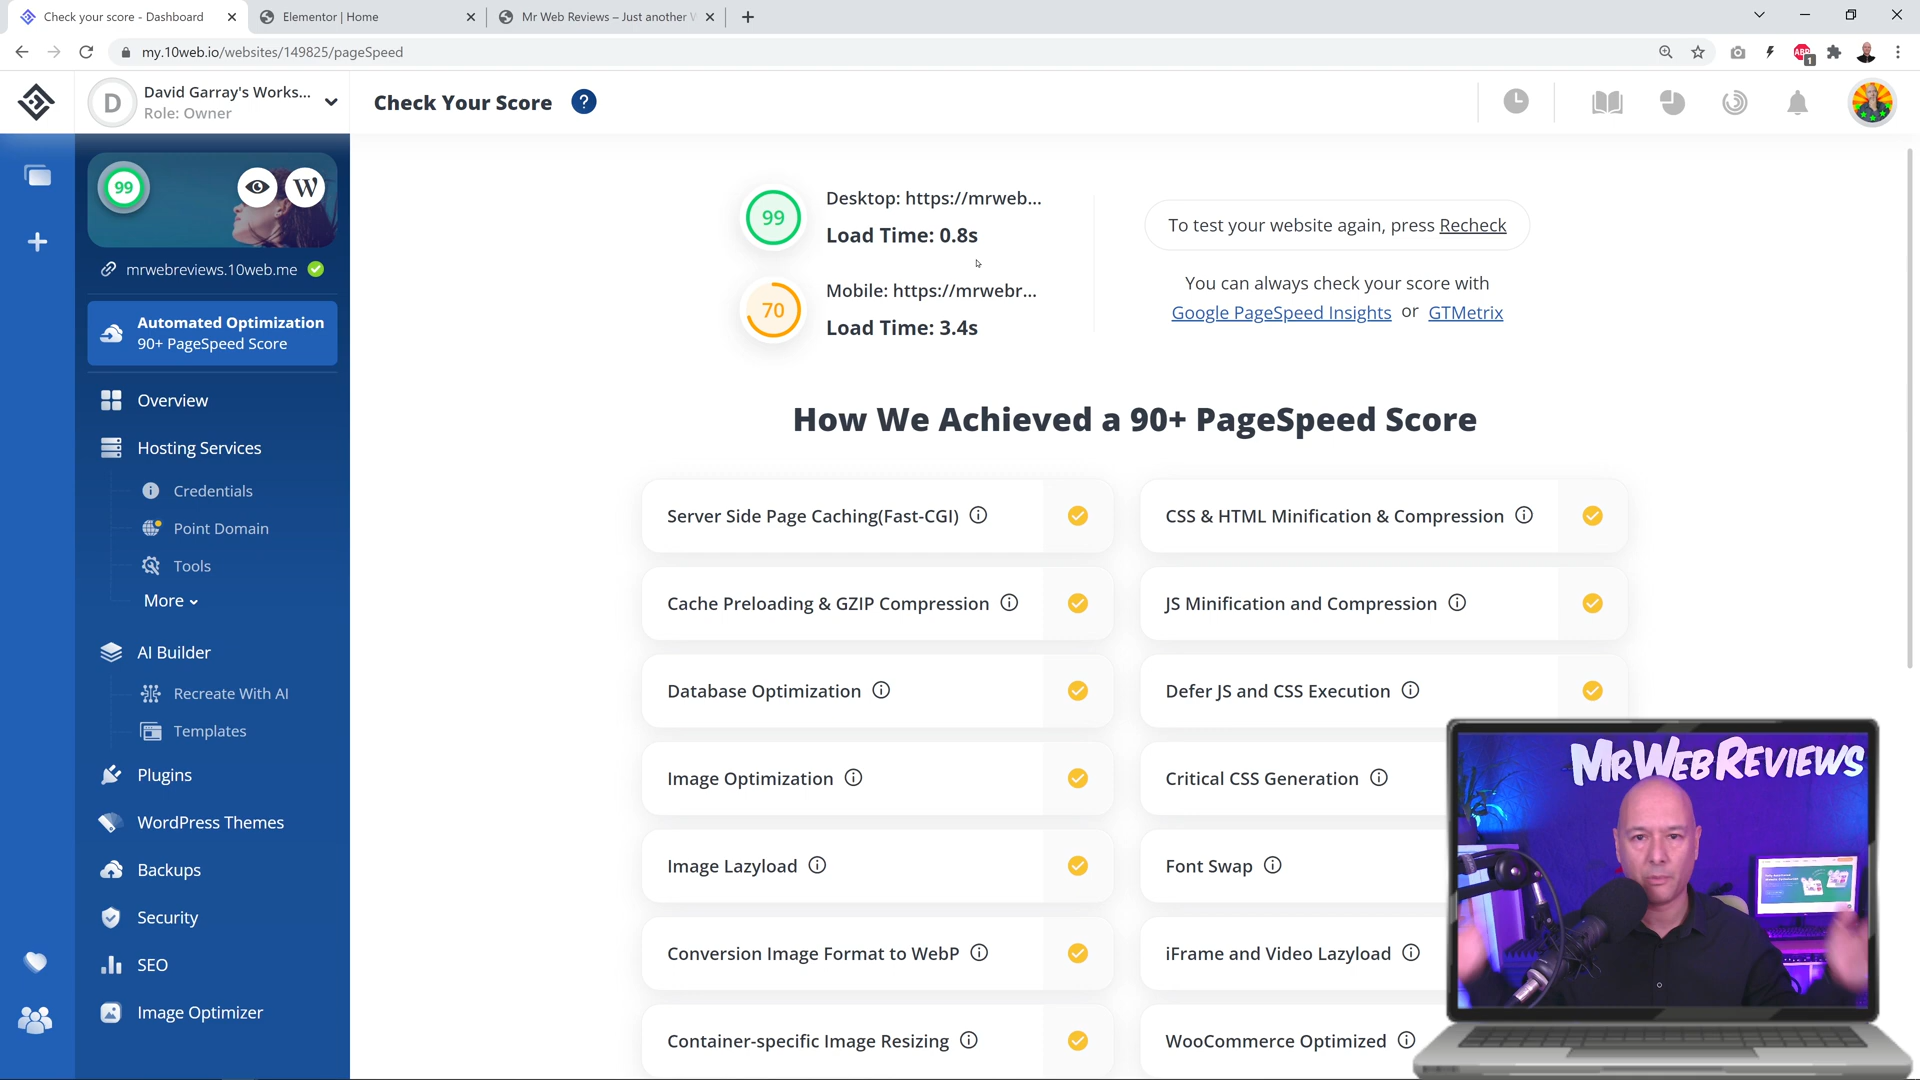 Check your score - Dashboard
Elementor | Home
Mr Web Reviews – Just another
my.10web.io/websites/149825/pageSpeed
ABP
1
D
David Garray's Works...
Role: Owner
Check Your Score
?
99
W
mrwebreviews.10web.me
Automated Optimization
90+ PageSpeed Score
Overview
Hosting Services
Credentials
Point Domain
Tools
More
AI Builder
Recreate With AI
Templates
Plugins
WordPress Themes
Backups
Security
SEO
Image Optimizer
99
Desktop: https://mrweb...
Load Time: 0.8s
70
Mobile: https://mrwebr...
Load Time: 3.4s
To test your website again, press Recheck
You can always check your score with
Google PageSpeed Insights or GTMetrix
How We Achieved a 90+ PageSpeed Score
Server Side Page Caching(Fast-CGI)
CSS & HTML Minification & Compression
Cache Preloading & GZIP Compression
JS Minification and Compression
Database Optimization
Defer JS and CSS Execution
Image Optimization
Critical CSS Generation
Image Lazyload
Font Swap
Conversion Image Format to WebP
iFrame and Video Lazyload
Container-specific Image Resizing
WooCommerce Optimized
MRWEBREVIEWS